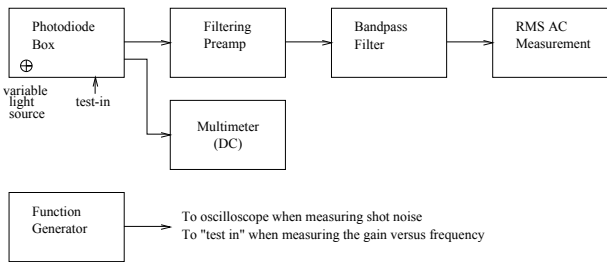 Photodiode
Box
variable
light
source
test-in
Filtering
Preamp
Bandpass
Filter
RMS AC
Measurement
Multimeter
(DC)
Function
Generator
To oscilloscope when measuring shot noise
To "test in" when measuring the gain versus frequency